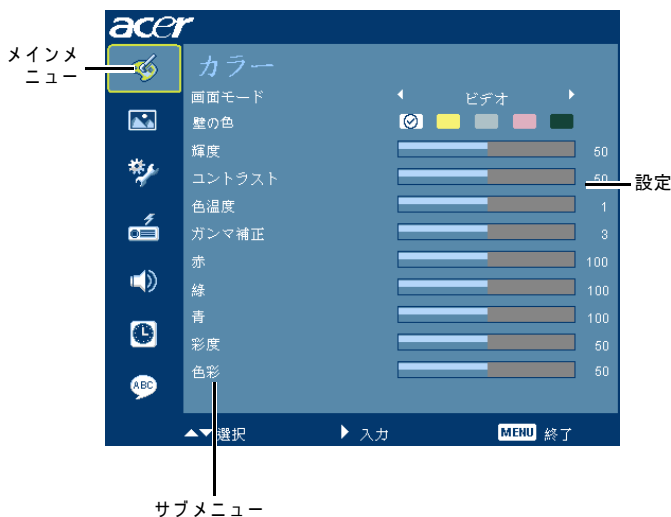 acer
メインメ
ニュー
カラー
画面モード
ビデオ
壁の色
輝度 50
コントラスト 50
設定
色温度 1
ガンマ補正 3
赤 100
緑 100
青 100
彩度 50
色彩 50
ABC
選択 入力 MENU 終了
サブメニュー